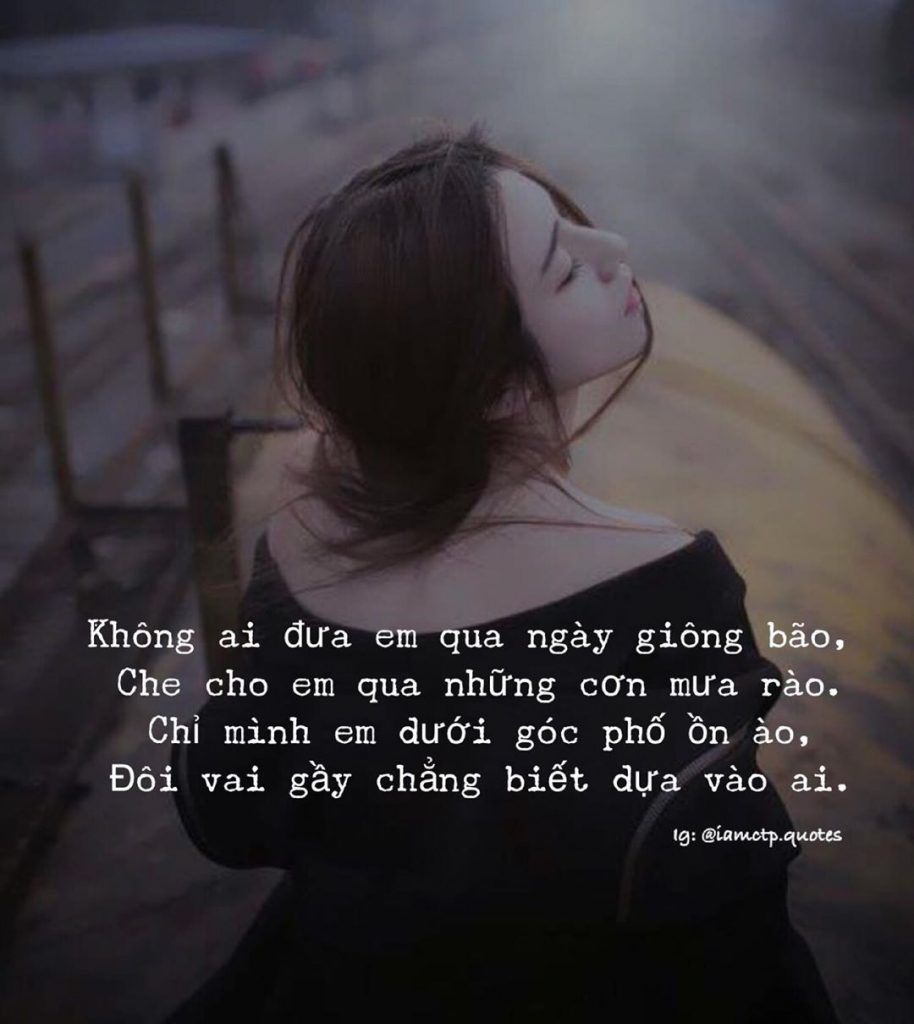 Không ai đưa em qua ngày giông bão,
Che cho em qua những cơn mưa rào.
Chỉ mình em dưới góc phố ồn ào,
Đôi vai gầy chẳng biết dựa vào ai.
Ig: @iamctp.quotes